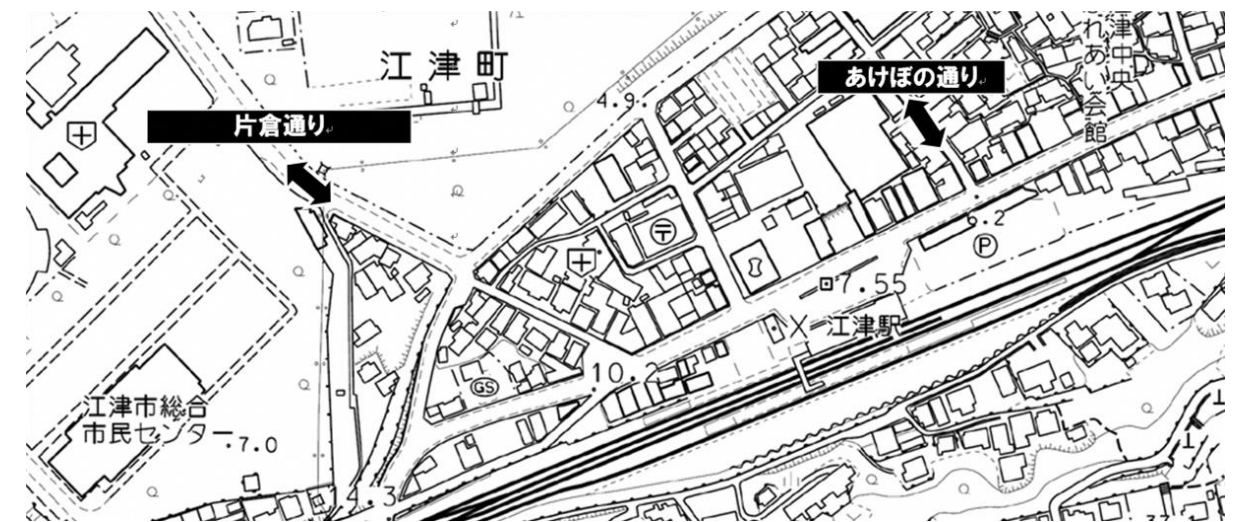 江津町
片倉通り
4.9
あけぼの通り
津中央
れあい会館
〒
6.2
P
7.55
江津駅
10.2
GS
江津市総合
市民センター
7.0
.3